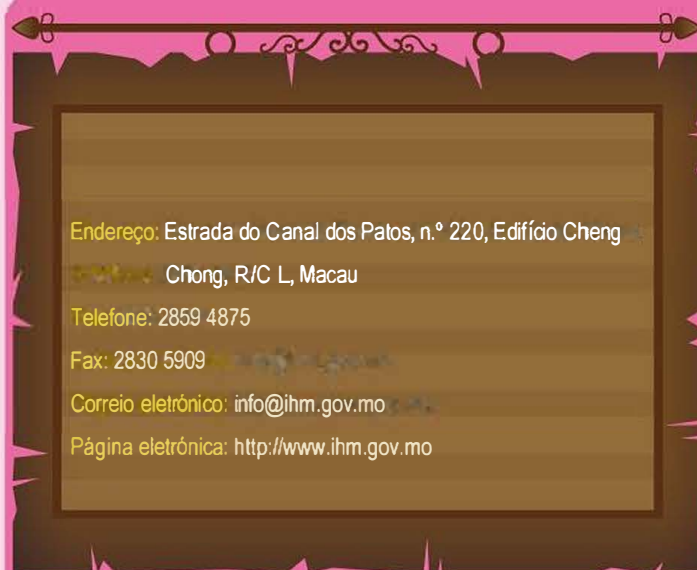 Endereço: Estrada do Canal dos Patos, n.º 220, Edifício Cheng
Chong, R/C L, Macau
Telefone: 2859 4875
Fax: 2830 5909
Correio eletrónico: info@ihm.gov.mo
Página eletrónica: http://www.ihm.gov.mo